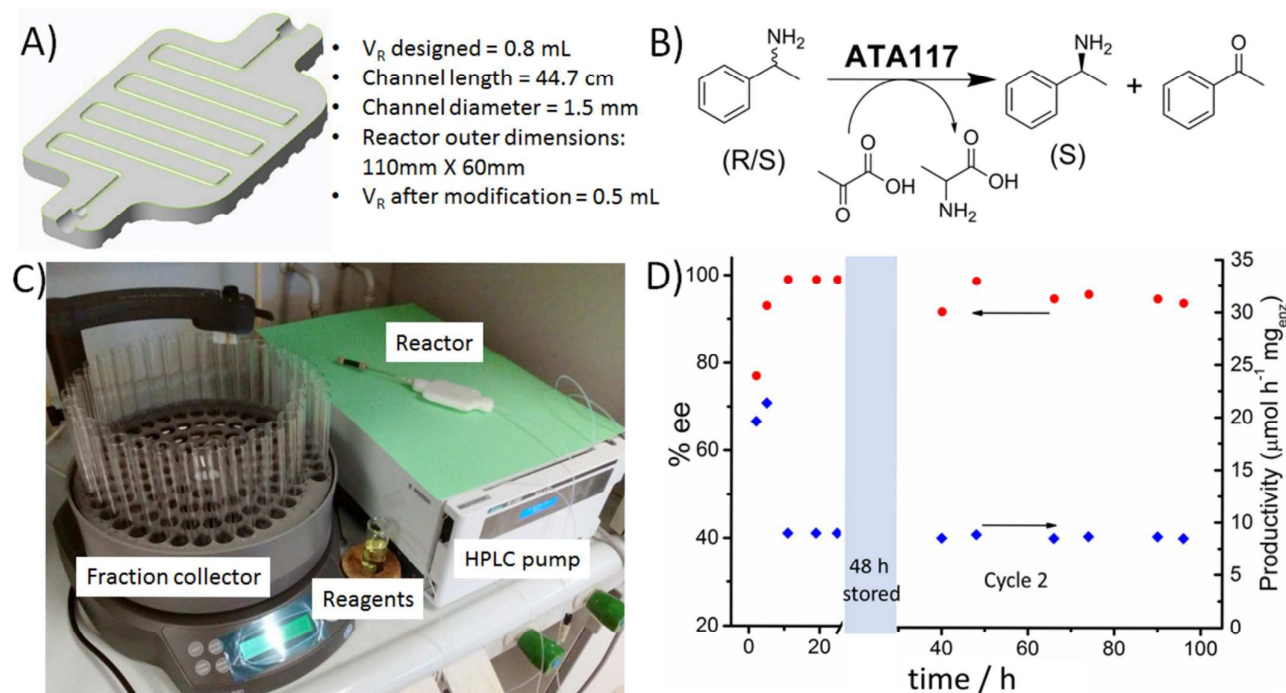 A)
• V_R designed = 0.8 mL
• Channel length = 44.7 cm
• Channel diameter = 1.5 mm
• Reactor outer dimensions:
110mm X 60mm
• V_R after modification = 0.5 mL
B)
NH₂
ATA117
NH₂
O
+
(R/S)
(S)
O
OH
O
O
OH
NH₂
C)
Reactor
HPLC pump
Fraction collector
Reagents
D)
100
80
60
40
20
% ee
35
30
25
20
15
10
5
0
Productivity (μmol h⁻¹ mg_enz)
48 h
stored
Cycle 2
0 20 40 60 80 100
time / h